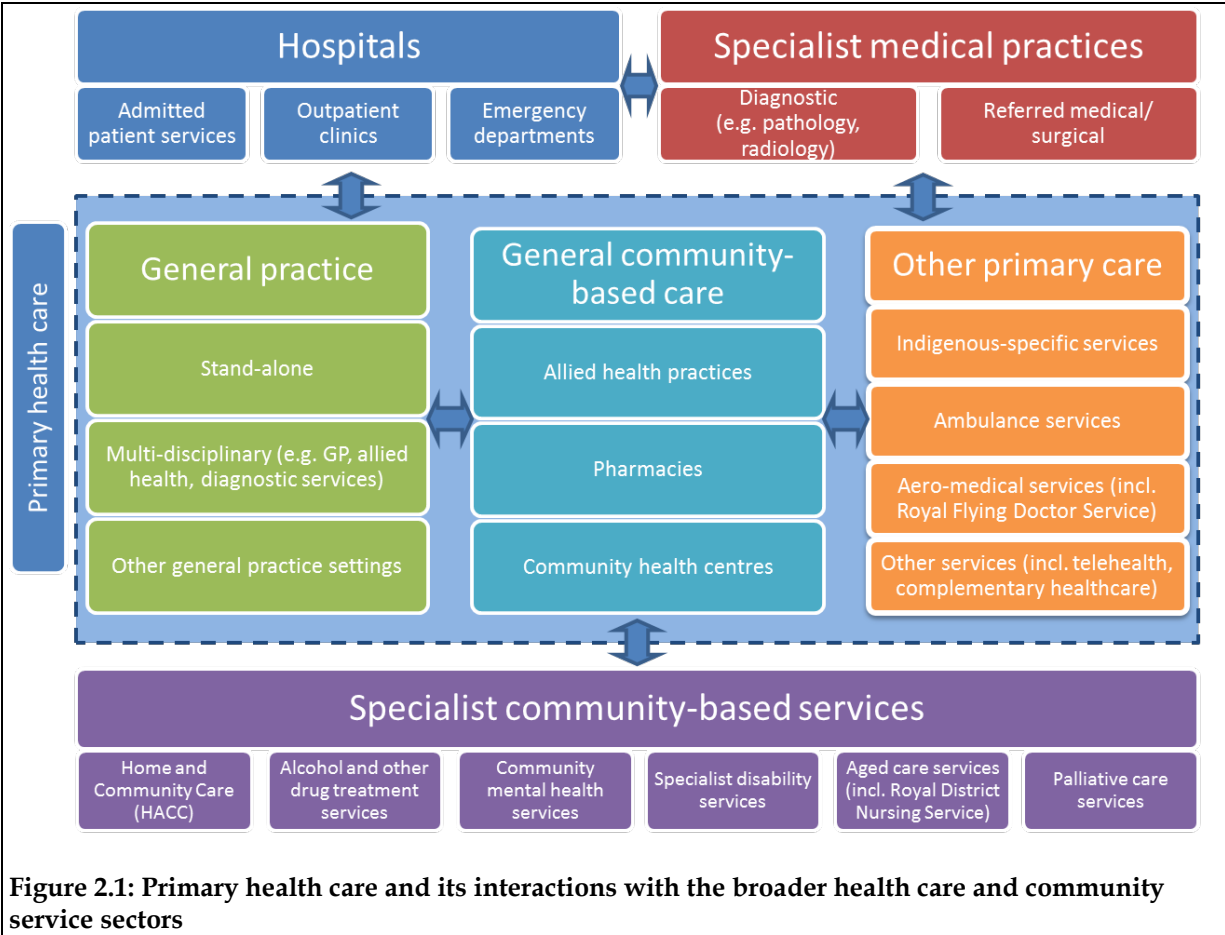 Hospitals
Admitted
patient services
Outpatient
clinics
Emergency
departments
Specialist medical practices
Diagnostic
(e.g. pathology,
radiology)
Referred medical/
surgical
Primary health care
General practice
Stand-alone
Multi-disciplinary (e.g. GP, allied
health, diagnostic services)
Other general practice settings
General community-
based care
Allied health practices
Pharmacies
Community health centres
Other primary care
Indigenous-specific services
Ambulance services
Aero-medical services (incl.
Royal Flying Doctor Service)
Other services (incl. telehealth,
complementary healthcare)
Specialist community-based services
Home and
Community Care
(HACC)
Alcohol and other
drug treatment
services
Community
mental health
services
Specialist disability
services
Aged care services
(incl. Royal District
Nursing Service)
Palliative care
services
Figure 2.1: Primary health care and its interactions with the broader health care and community
service sectors